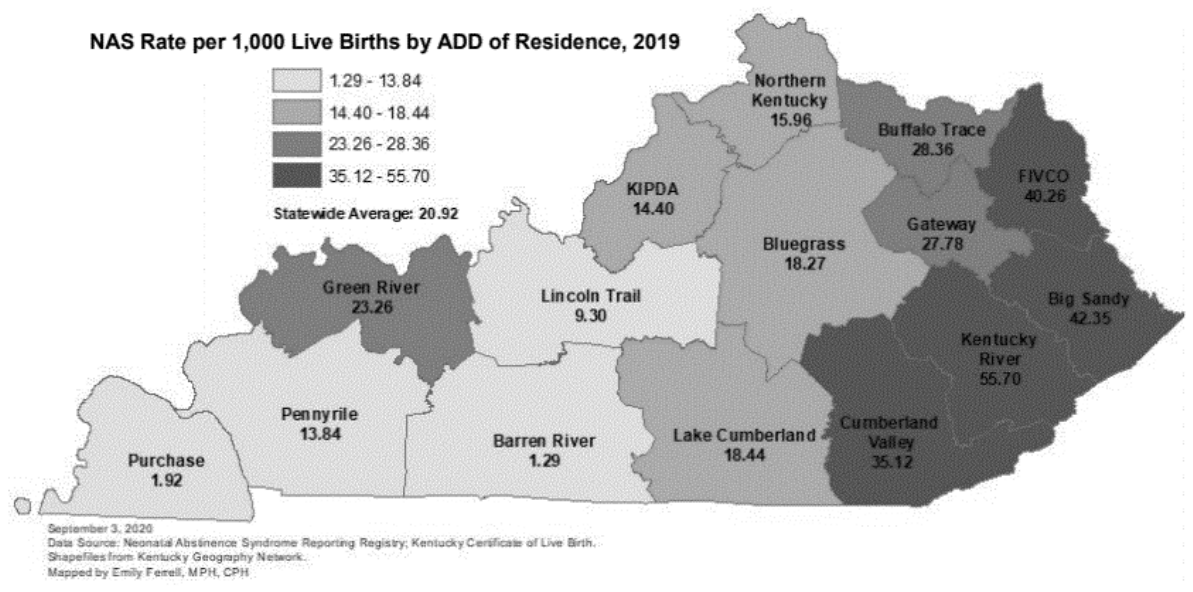 NAS Rate per 1,000 Live Births by ADD of Residence, 2019
1.29 - 13.84
14.40 - 18.44
23.26 - 28.36
35.12 - 55.70
Statewide Average: 20.92
Northern
Kentucky
15.96
Buffalo Trace
28.36
FIVCO
40.26
KIPDA
14.40
Gateway
27.78
Bluegrass
18.27
Green River
23.26
Lincoln Trail
9.30
Big Sandy
42.35
Kentucky
River
55.70
Pennyrile
13.84
Barren River
1.29
Lake Cumberland
18.44
Cumberland
Valley
35.12
Purchase
1.92
September 3, 2020
Data Source: Neonatal Abstinence Syndrome Reporting Registry; Kentucky Certificate of Live Birth.
Shapefiles from Kentucky Geography Network.
Mapped by Emily Ferrell, MPH, CPH